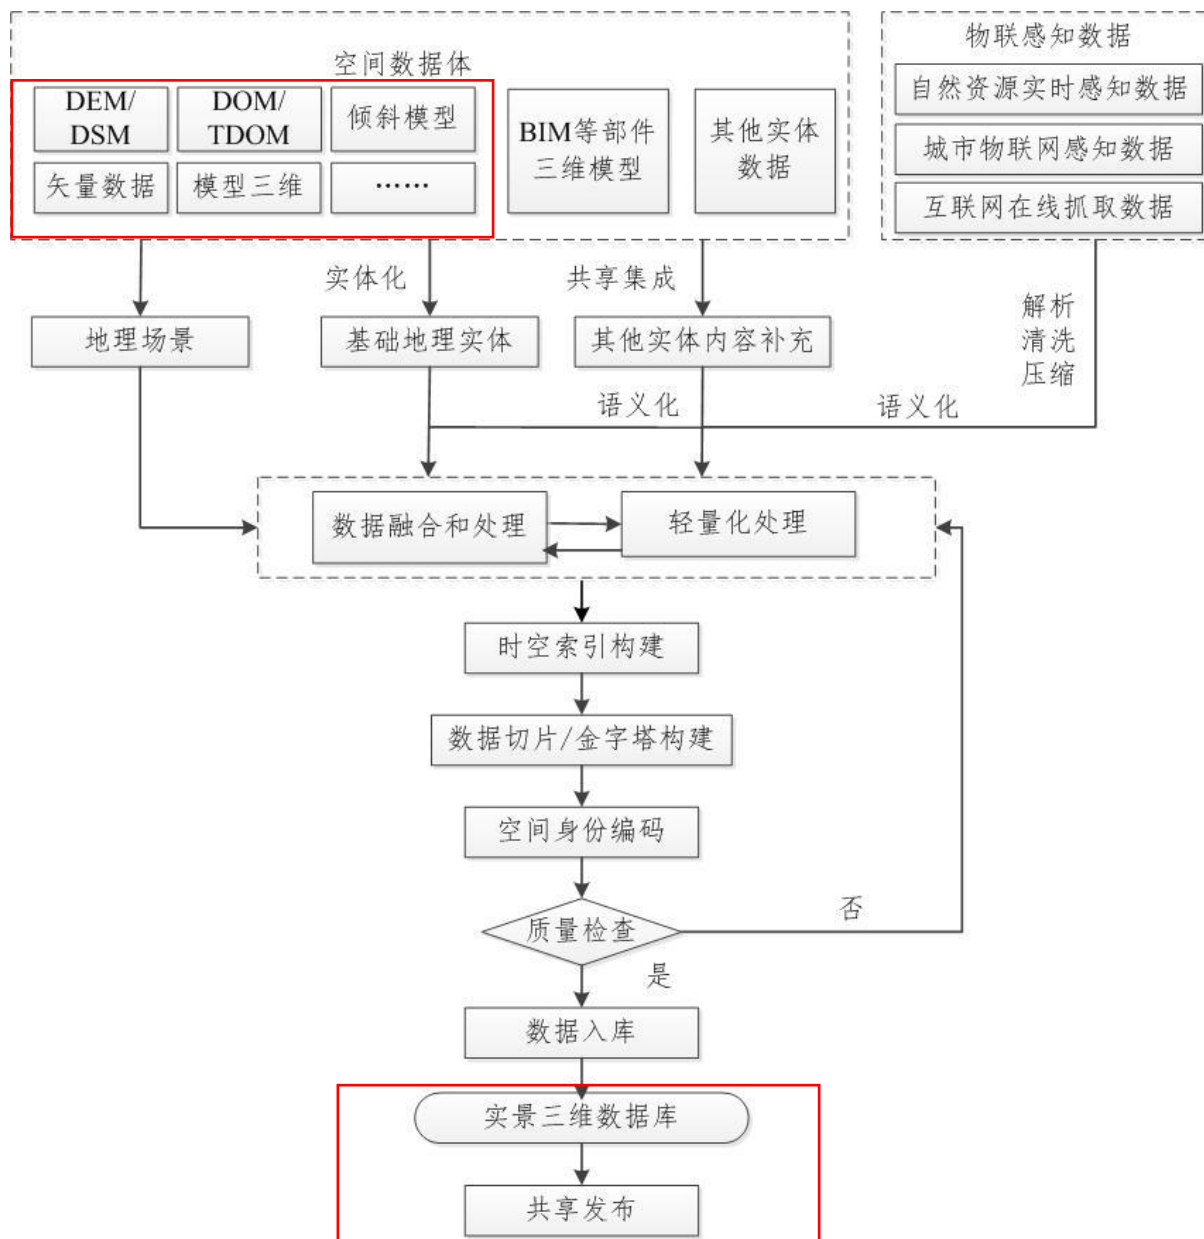 空间数据体
DEM/
DSM
DOM/
TDOM
倾斜模型
矢量数据
模型三维
……
BIM等部件
三维模型
其他实体
数据
物联感知数据
自然资源实时感知数据
城市物联网感知数据
互联网在线抓取数据
实体化
共享集成
解析
清洗
压缩
地理场景
基础地理实体
其他实体内容补充
语义化
语义化
数据融合和处理
轻量化处理
时空索引构建
数据切片/金字塔构建
空间身份编码
质量检查
否
是
数据入库
实景三维数据库
共享发布